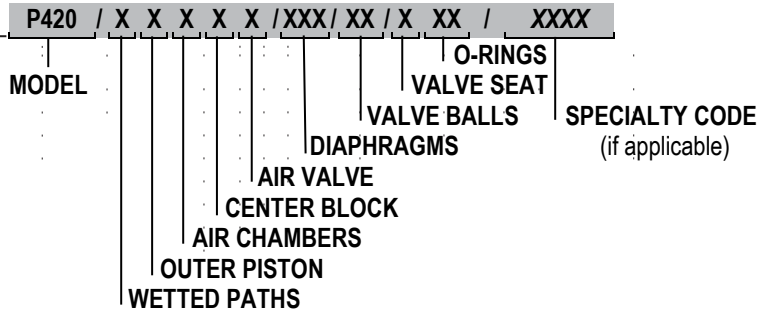 P420 / X X X X X / XXX / XX / X XX / XXXX
O-RINGS
MODEL VALVE SEAT
VALVE BALLS SPECIALTY CODE
DIAPHRAGMS (if applicable)
AIR VALVE
CENTER BLOCK
AIR CHAMBERS
OUTER PISTON
WETTED PATHS